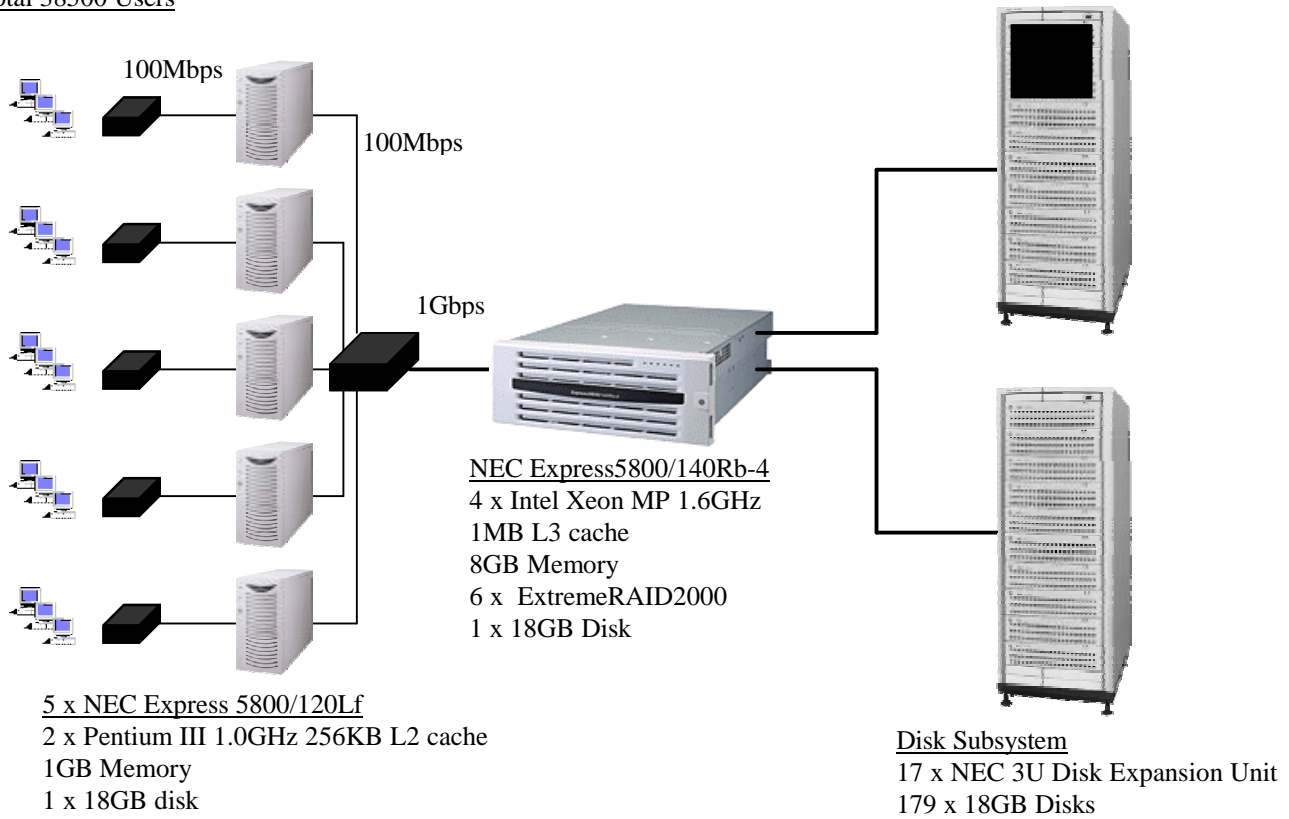 38500 Users
100Mbps
100Mbps
1Gbps
NEC Express5800/140Rb-4
4 x Intel Xeon MP 1.6GHz
1MB L3 cache
8GB Memory
6 x ExtremeRAID2000
1 x 18GB Disk
5 x NEC Express 5800/120Lf
2 x Pentium III 1.0GHz 256KB L2 cache
1GB Memory
1 x 18GB disk
Disk Subsystem
17 x NEC 3U Disk Expansion Unit
179 x 18GB Disks